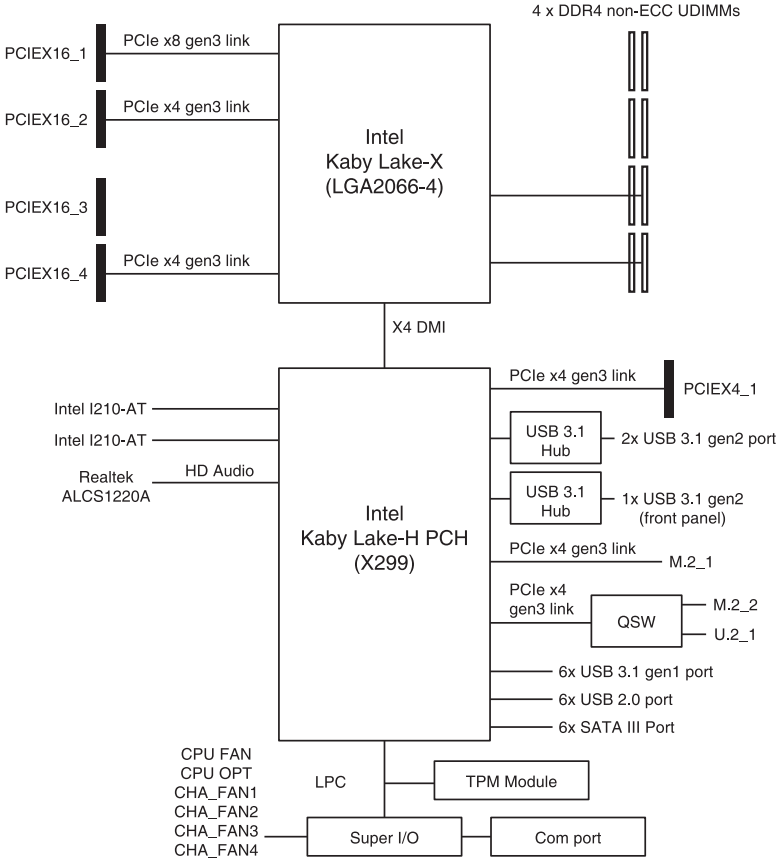 4 x DDR4 non-ECC UDIMMs
PCIEX16_1
PCIe x8 gen3 link
PCIEX16_2
PCIe x4 gen3 link
Intel
Kaby Lake-X
(LGA2066-4)
PCIEX16_3
PCIEX16_4
PCIe x4 gen3 link
X4 DMI
PCIe x4 gen3 link
PCIEX4_1
Intel I210-AT
Intel I210-AT
Realtek
ALCS1220A
HD Audio
USB 3.1
Hub
2x USB 3.1 gen2 port
USB 3.1
Hub
1x USB 3.1 gen2
(front panel)
Intel
Kaby Lake-H PCH
(X299)
PCIe x4 gen3 link
M.2_1
PCIe x4
gen3 link
QSW
M.2_2
U.2_1
6x USB 3.1 gen1 port
6x USB 2.0 port
6x SATA III Port
CPU FAN
CPU OPT
CHA_FAN1
CHA_FAN2
CHA_FAN3
CHA_FAN4
LPC
TPM Module
Super I/O
Com port